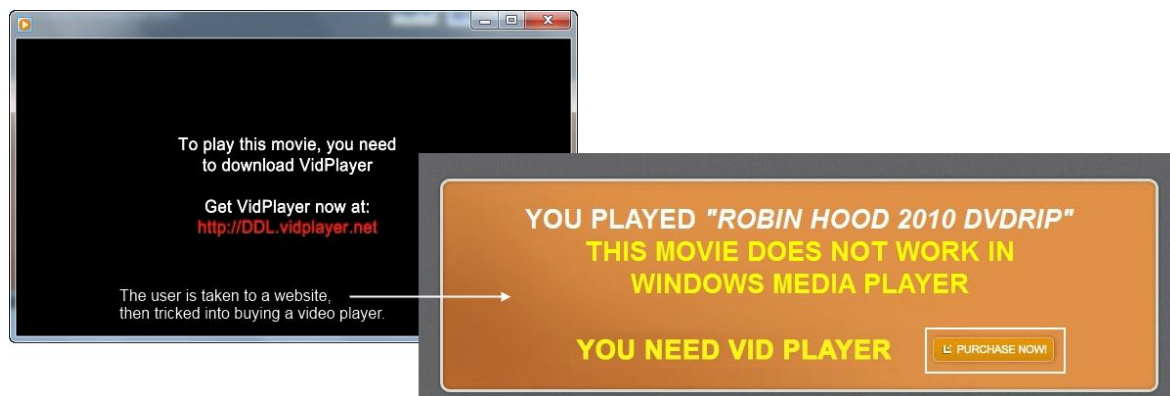 To play this movie, you need
to download VidPlayer
Get VidPlayer now at:
http://DDL.vidplayer.net
The user is taken to a website,
then tricked into buying a video player.
YOU PLAYED "ROBIN HOOD 2010 DVDRIP"
THIS MOVIE DOES NOT WORK IN
WINDOWS MEDIA PLAYER
YOU NEED VID PLAYER
PURCHASE NOW!